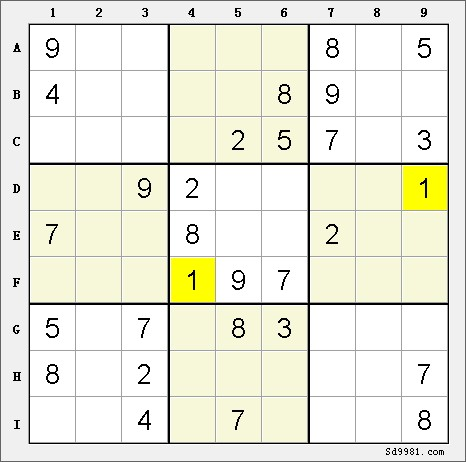 1 2 3 4 5 6 7 8 9
A 9 8 5
B 4 8 9
C 2 5 7 3
D 9 2 1
E 7 8 2
F 1 9 7
G 5 7 8 3
H 8 2 7
I 4 7 8
Sd9981.com